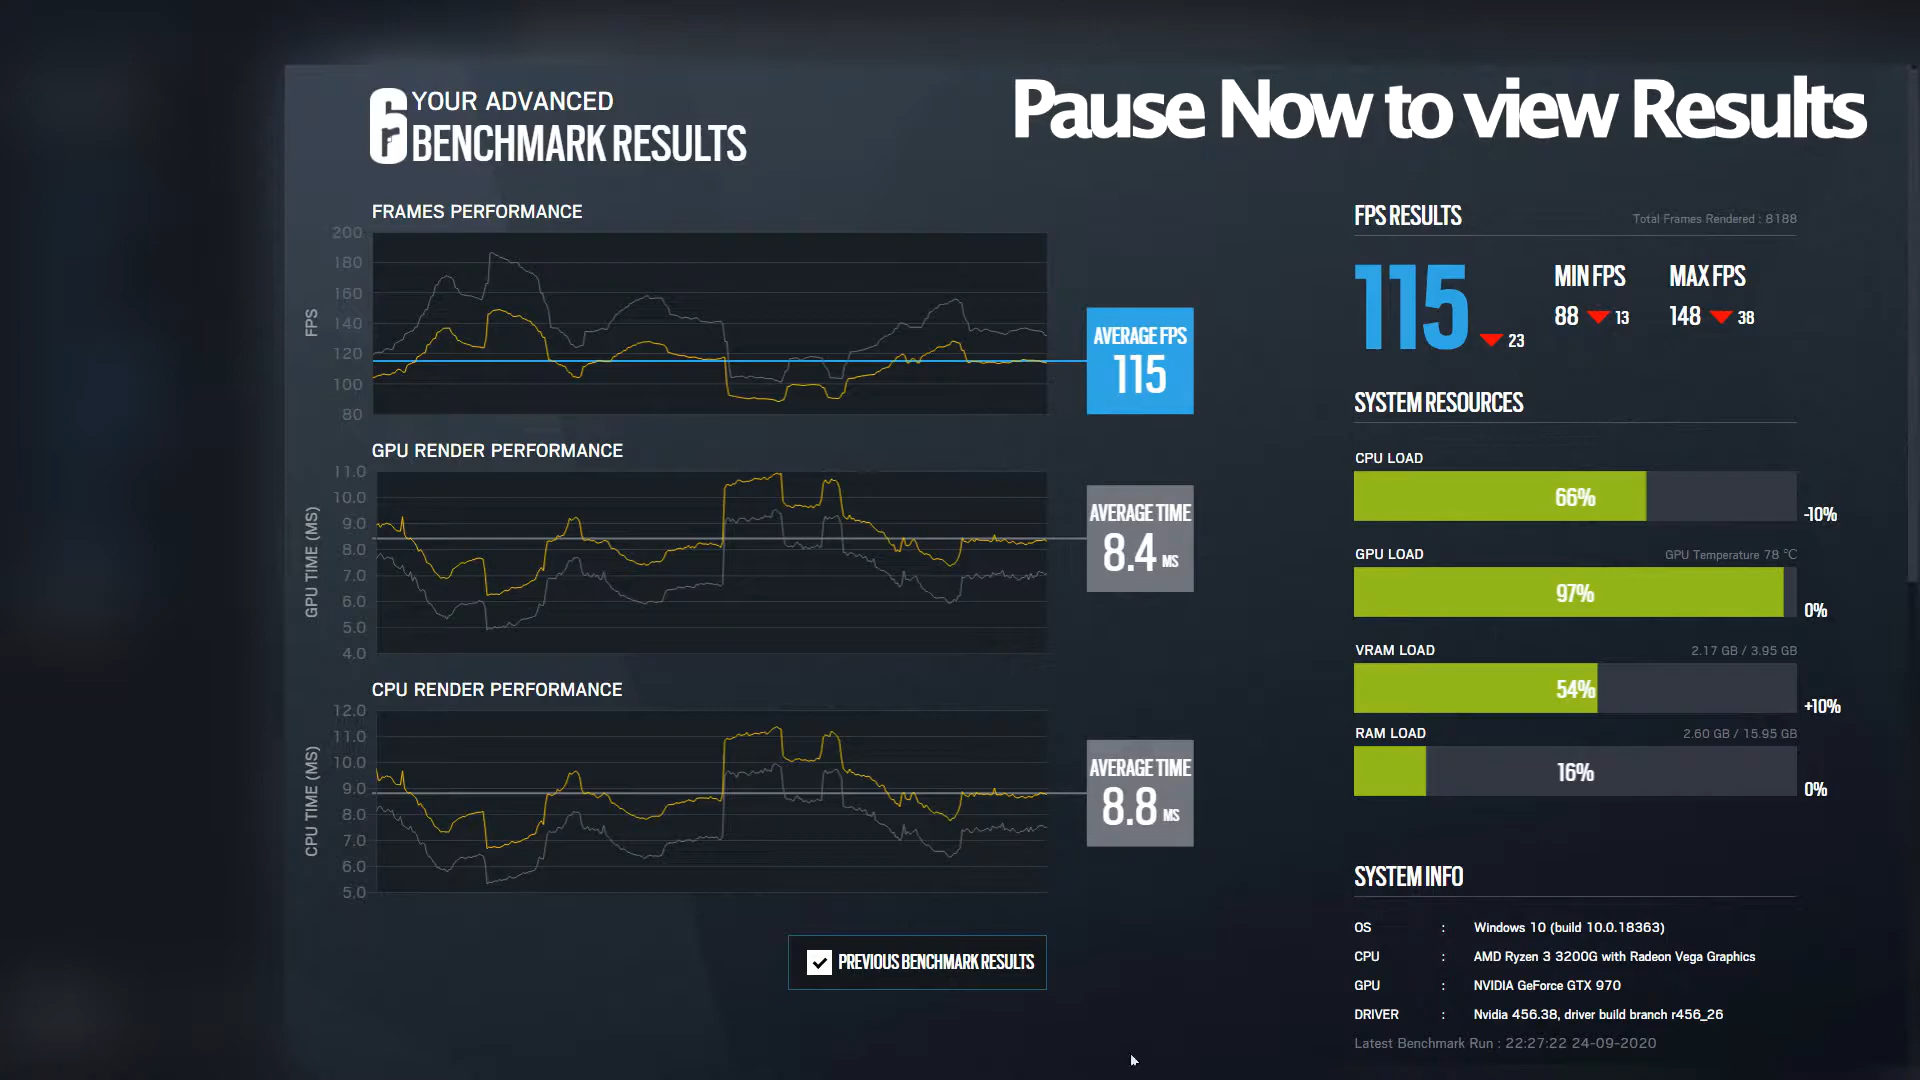 YOUR ADVANCED
BENCHMARK RESULTS
Pause Now to view Results
FRAMES PERFORMANCE
FPS
200
180
160
140
120
100
80
AVERAGE FPS
115
GPU RENDER PERFORMANCE
GPU TIME (MS)
11.0
10.0
9.0
8.0
7.0
6.0
5.0
4.0
AVERAGE TIME
8.4 MS
CPU RENDER PERFORMANCE
CPU TIME (MS)
12.0
11.0
10.0
9.0
8.0
7.0
6.0
5.0
AVERAGE TIME
8.8 MS
PREVIOUS BENCHMARK RESULTS
FPS RESULTS
Total Frames Rendered : 8188
115 23
MIN FPS
88 13
MAX FPS
148 38
SYSTEM RESOURCES
CPU LOAD
66%
-10%
GPU LOAD
GPU Temperature 78 °C
97%
0%
VRAM LOAD
2.17 GB / 3.95 GB
54%
+10%
RAM LOAD
2.60 GB / 15.95 GB
16%
0%
SYSTEM INFO
OS : Windows 10 (build 10.0.18363)
CPU : AMD Ryzen 3 3200G with Radeon Vega Graphics
GPU : NVIDIA GeForce GTX 970
DRIVER : Nvidia 456.38, driver build branch r456_26
Latest Benchmark Run : 22:27:22 24-09-2020